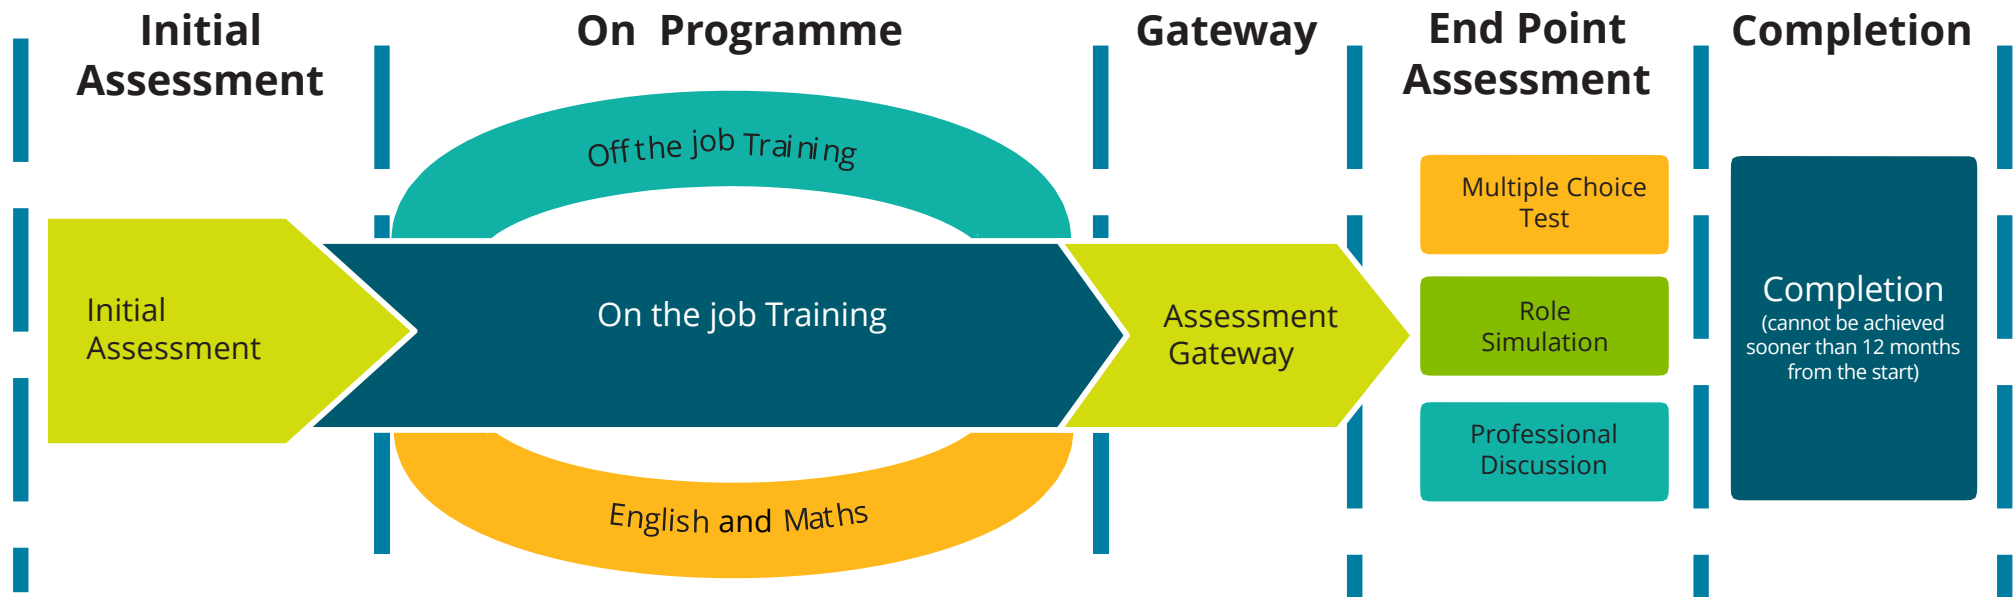 Initial
Assessment
On Programme
Gateway
End Point
Assessment
Completion
Off the job Training
Initial
Assessment
On the job Training
English and Maths
Assessment
Gateway
Multiple Choice
Test
Role
Simulation
Professional
Discussion
Completion
(cannot be achieved
sooner than 12 months
from the start)